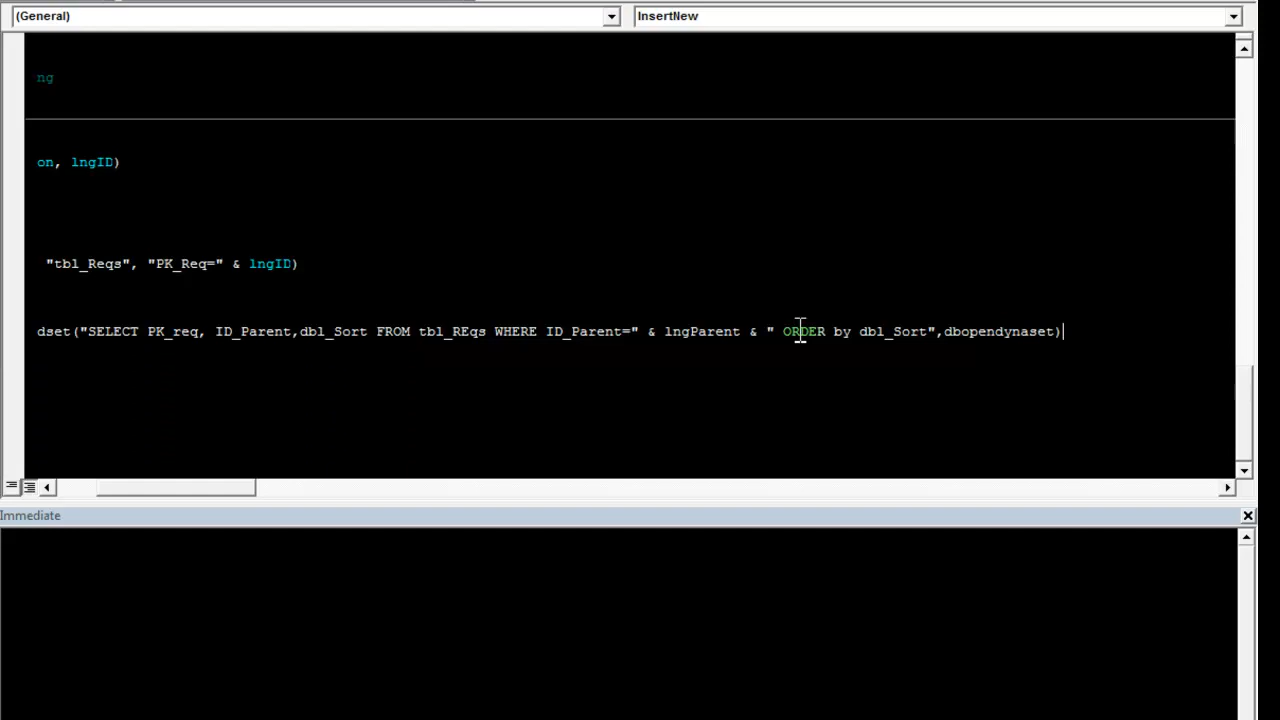 (General) InsertNew
ng
on, lngID)
"tbl_Reqs", "PK_Req=" & lngID)
dset("SELECT PK_req, ID_Parent,dbl_Sort FROM tbl_REqs WHERE ID_Parent=" & lngParent & " ORDER by dbl_Sort",dbopendynaset)
Immediate